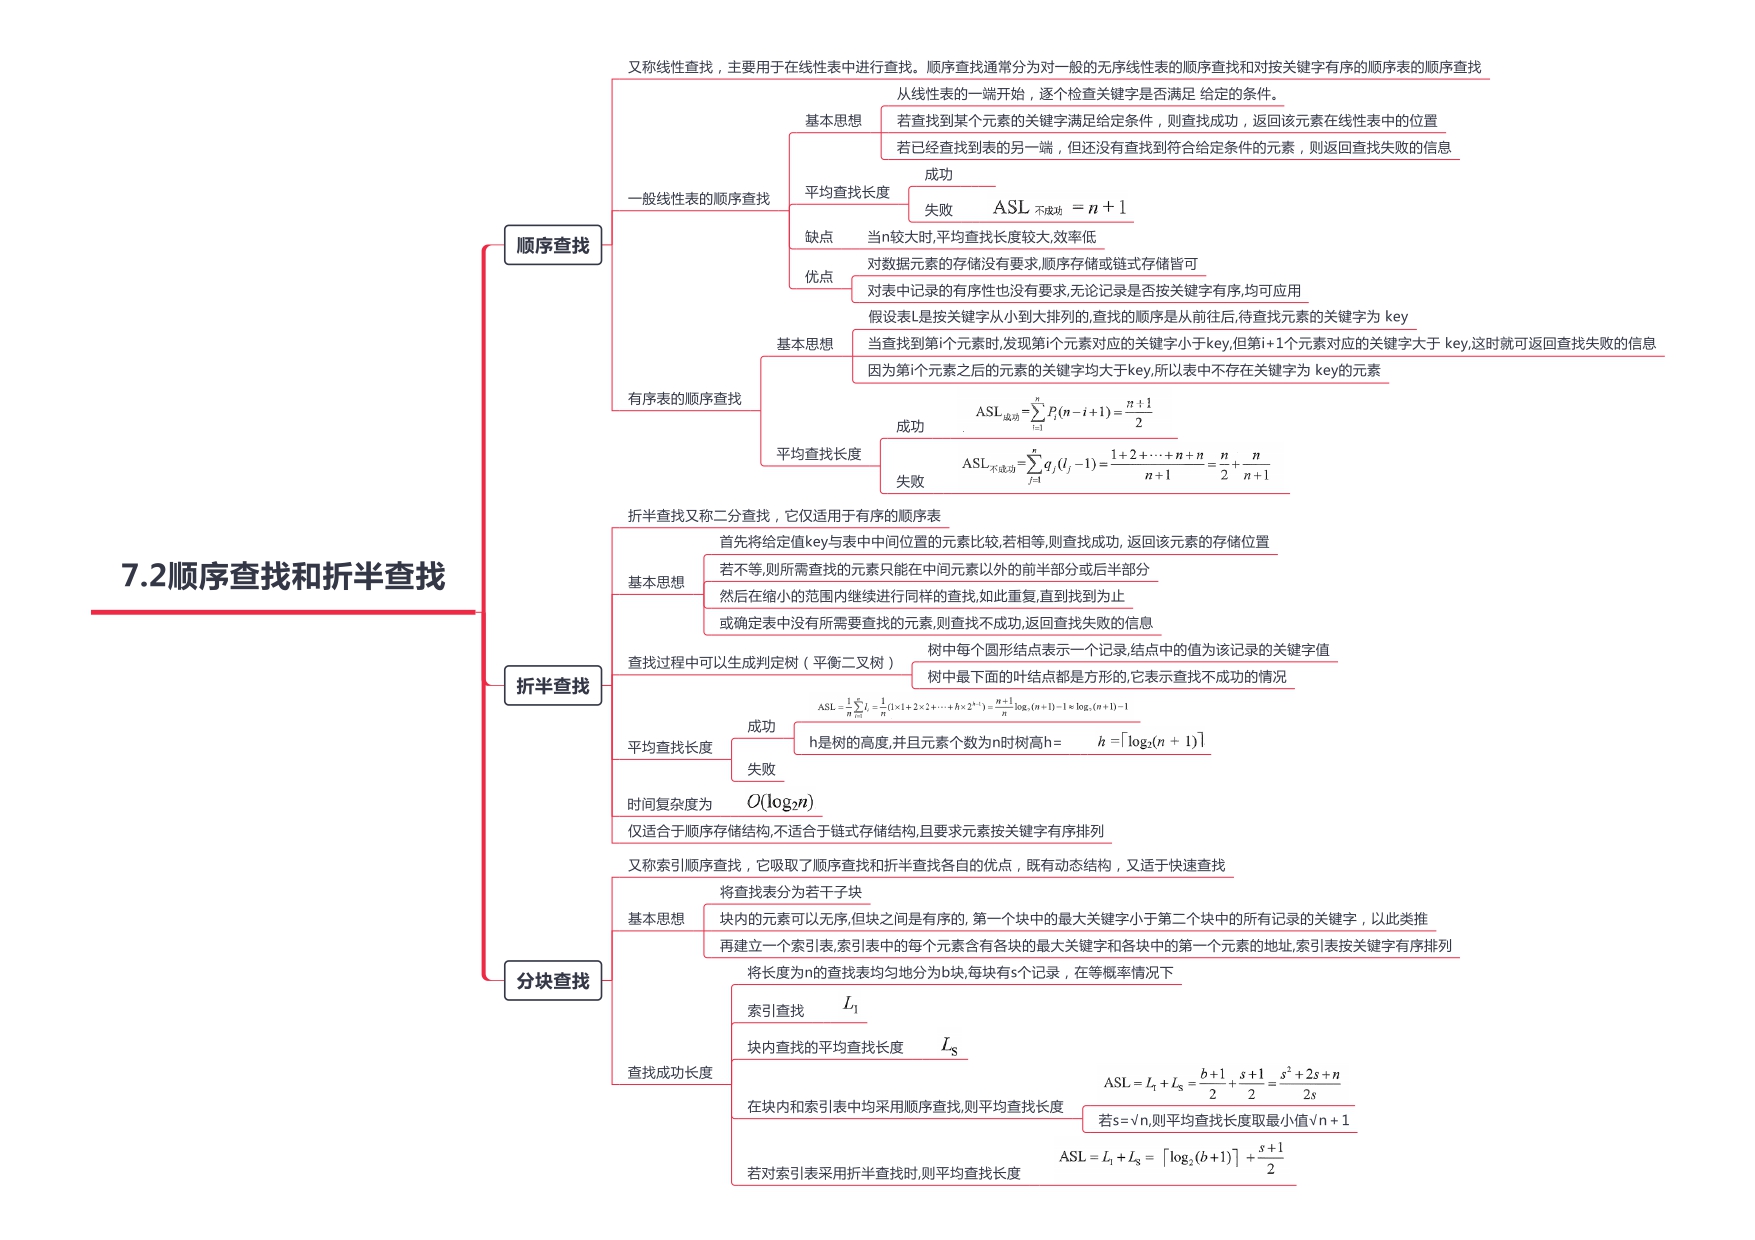 7.2顺序查找和折半查找
顺序查找
又称线性查找，主要用于在线性表中进行查找。顺序查找通常分为对一般的无序线性表的顺序查找和对按关键字有序的顺序表的顺序查找
一般线性表的顺序查找
基本思想
从线性表的一端开始，逐个检查关键字是否满足 给定的条件。
若查找到某个元素的关键字满足给定条件，则查找成功，返回该元素在线性表中的位置
若已经查找到表的另一端，但还没有查找到符合给定条件的元素，则返回查找失败的信息
平均查找长度
成功
失败 ASL 不成功 = n + 1
缺点 当n较大时,平均查找长度较大,效率低
优点
对数据元素的存储没有要求,顺序存储或链式存储皆可
对表中记录的有序性也没有要求,无论记录是否按关键字有序,均可应用
有序表的顺序查找
基本思想
假设表L是按关键字从小到大排列的,查找的顺序是从前往后,待查找元素的关键字为 key
当查找到第i个元素时,发现第i个元素对应的关键字小于key,但第i+1个元素对应的关键字大于 key,这时就可返回查找失败的信息
因为第i个元素之后的元素的关键字均大于key,所以表中不存在关键字为 key的元素
平均查找长度
成功 ASL成功=∑_{i=1}^{n} P_i(n−i+1)=\frac{n+1}{2}
失败 ASL不成功=∑_{j=1}^{n} q_j(l_j−1)=\frac{1+2+⋯+n+n}{n+1}=\frac{n}{2}+\frac{n}{n+1}
折半查找
折半查找又称二分查找，它仅适用于有序的顺序表
基本思想
首先将给定值key与表中中间位置的元素比较,若相等,则查找成功, 返回该元素的存储位置
若不等,则所需查找的元素只能在中间元素以外的前半部分或后半部分
然后在缩小的范围内继续进行同样的查找,如此重复,直到找到为止
或确定表中没有所需要查找的元素,则查找不成功,返回查找失败的信息
查找过程中可以生成判定树（平衡二叉树）
树中每个圆形结点表示一个记录,结点中的值为该记录的关键字值
树中最下面的叶结点都是方形的,它表示查找不成功的情况
平均查找长度
成功
ASL=\frac{1}{n}∑_{i=1}^{n} l_i=\frac{1}{n}(1×1+2×2+⋯+h×2^{h−1})=\frac{n+1}{n}log₂(n+1)−1≈log₂(n+1)−1
h是树的高度,并且元素个数为n时树高h= h =⌈log₂(n + 1)⌉
失败
时间复杂度为 O(log₂n)
仅适合于顺序存储结构,不适合于链式存储结构,且要求元素按关键字有序排列
分块查找
又称索引顺序查找，它吸取了顺序查找和折半查找各自的优点，既有动态结构，又适于快速查找
基本思想
将查找表分为若干子块
块内的元素可以无序,但块之间是有序的, 第一个块中的最大关键字小于第二个块中的所有记录的关键字，以此类推
再建立一个索引表,索引表中的每个元素含有各块的最大关键字和各块中的第一个元素的地址,索引表按关键字有序排列
查找成功长度
将长度为n的查找表均匀地分为b块,每块有s个记录，在等概率情况下
索引查找 L_I
块内查找的平均查找长度 L_S
在块内和索引表中均采用顺序查找,则平均查找长度
ASL=L_I+L_S=\frac{b+1}{2}+\frac{s+1}{2}=\frac{s²+2s+n}{2s}
若s=√n,则平均查找长度取最小值√n + 1
若对索引表采用折半查找时,则平均查找长度 ASL=L_I+L_S= ⌈log₂(b+1)⌉ +\frac{s+1}{2}